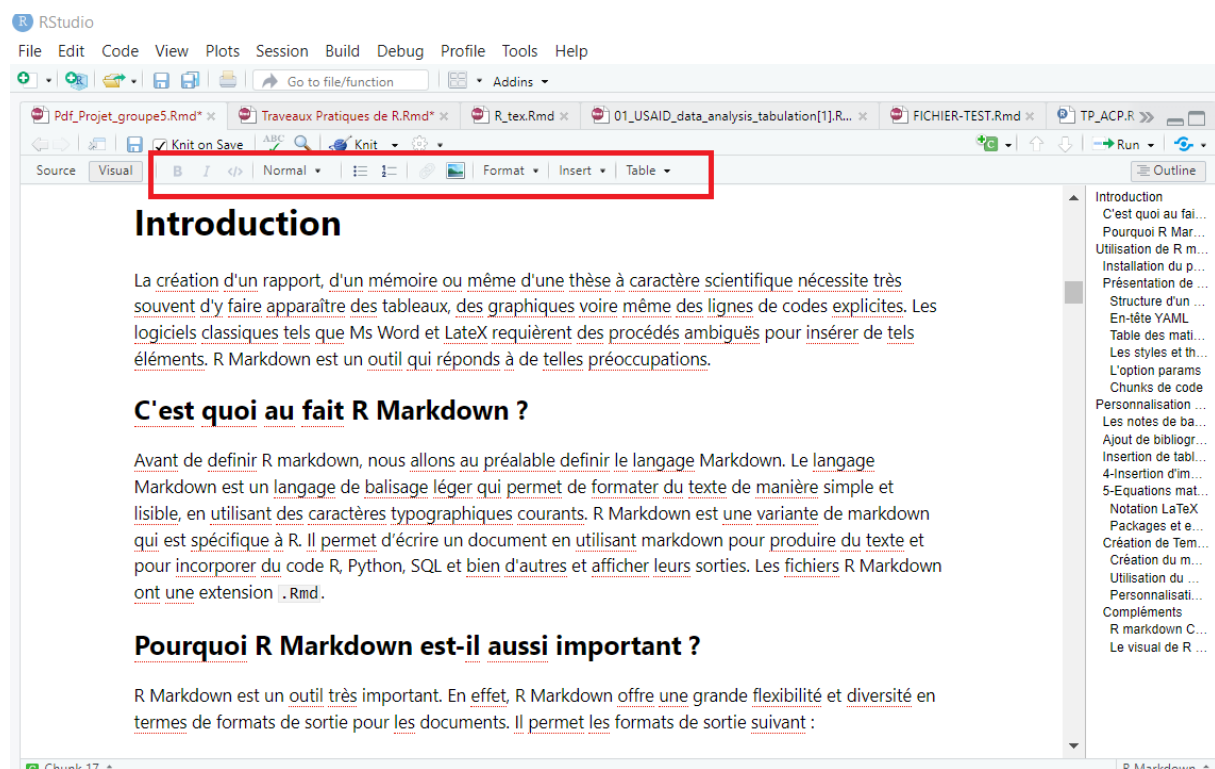 RStudio
File Edit Code View Plots Session Build Debug Profile Tools Help
Go to file/function Addins
Pdf_Projet_groupe5.Rmd* Traveaux Pratiques de R.Rmd* R_tex.Rmd 01_USAID_data_analysis_tabulation[1].R... FICHIER-TEST.Rmd TP_ACP.R
Knit on Save ABC Knit Run
Source Visual B I </> Normal Format Insert Table Outline
Introduction
La création d'un rapport, d'un mémoire ou même d'une thèse à caractère scientifique nécessite très
souvent d'y faire apparaître des tableaux, des graphiques voire même des lignes de codes explicites. Les
logiciels classiques tels que Ms Word et LateX requièrent des procédés ambiguës pour insérer de tels
éléments. R Markdown est un outil qui réponds à de telles préoccupations.
C'est quoi au fait R Markdown ?
Avant de definir R markdown, nous allons au préalable definir le langage Markdown. Le langage
Markdown est un langage de balisage léger qui permet de formater du texte de manière simple et
lisible, en utilisant des caractères typographiques courants. R Markdown est une variante de markdown
qui est spécifique à R. Il permet d'écrire un document en utilisant markdown pour produire du texte et
pour incorporer du code R, Python, SQL et bien d'autres et afficher leurs sorties. Les fichiers R Markdown
ont une extension .Rmd.
Pourquoi R Markdown est-il aussi important ?
R Markdown est un outil très important. En effet, R Markdown offre une grande flexibilité et diversité en
termes de formats de sortie pour les documents. Il permet les formats de sortie suivant :
Introduction
C'est quoi au fai...
Pourquoi R Mar...
Utilisation de R m...
Installation du p...
Présentation de ...
Structure d'un ...
En-tête YAML
Table des mati...
Les styles et th...
L'option params
Chunks de code
Personnalisation ...
Les notes de ba...
Ajout de bibliogr...
Insertion de tabl...
4-Insertion d'im...
5-Equations mat...
Notation LaTeX
Packages et e...
Création de Tem...
Création du m...
Utilisation du ...
Personnalisati...
Compléments
R markdown C...
Le visual de R ...
Chunk 17 R Markdown